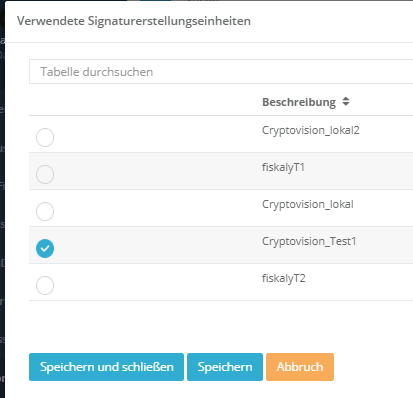 Verwendete Signaturerstellungseinheiten
Tabelle durchsuchen
Beschreibung
Cryptovision_lokal2
fiskalyT1
Cryptovision_lokal
Cryptovision_Test1
fiskalyT2
Speichern und schließen Speichern Abbruch